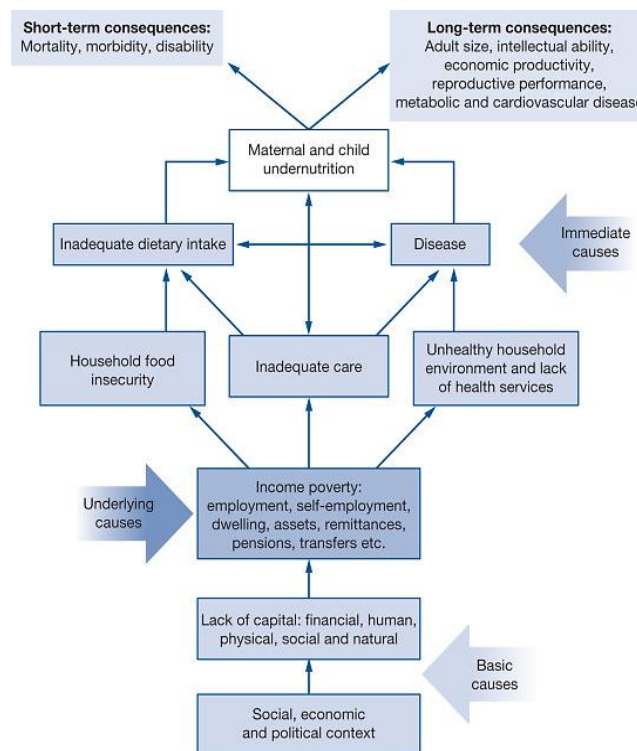 Short-term consequences:
Mortality, morbidity, disability
Long-term consequences:
Adult size, intellectual ability,
economic productivity,
reproductive performance,
metabolic and cardiovascular disease
Maternal and child
undernutrition
Inadequate dietary intake
Disease
Immediate
causes
Household food
insecurity
Inadequate care
Unhealthy household
environment and lack
of health services
Underlying
causes
Income poverty:
employment, self-employment,
dwelling, assets, remittances,
pensions, transfers etc.
Lack of capital: financial, human,
physical, social and natural
Basic
causes
Social, economic
and political context